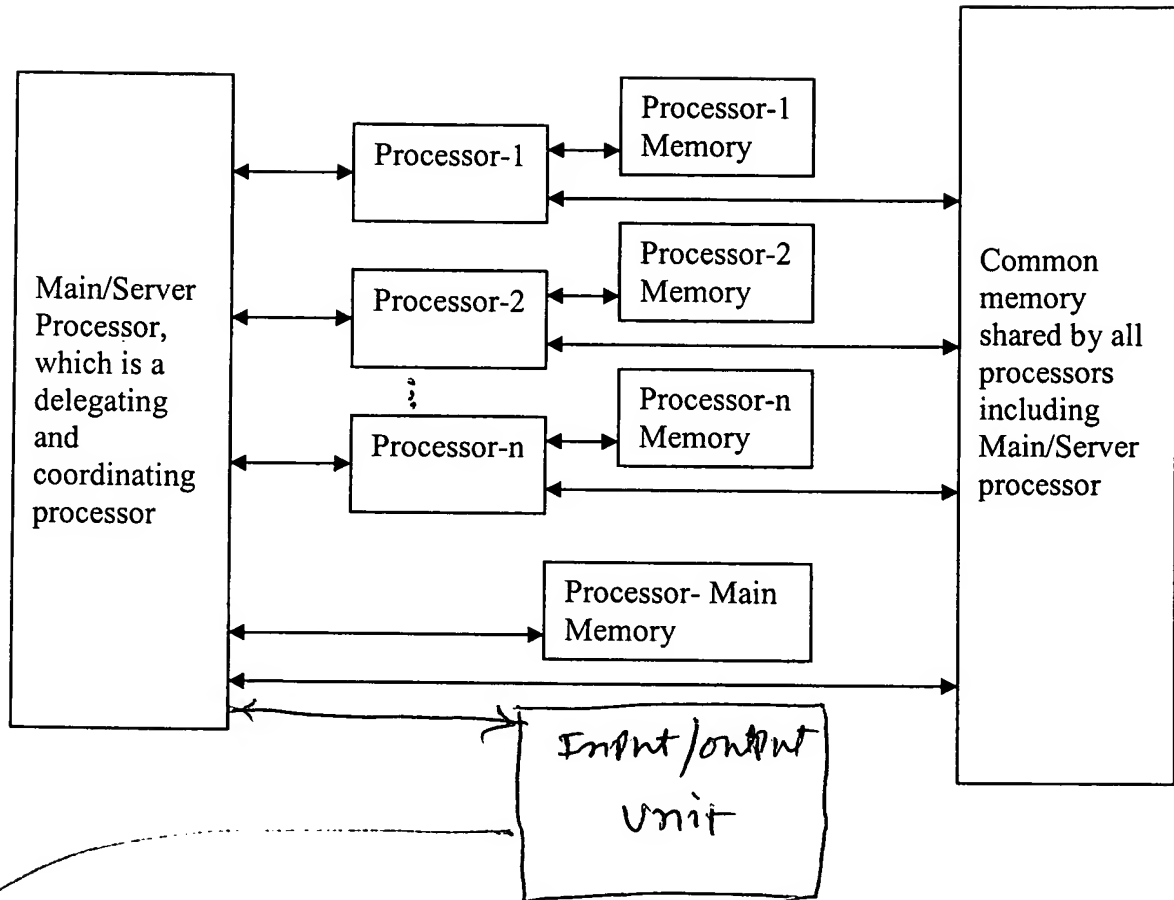 Main/Server
Processor,
which is a
delegating
and
coordinating
processor
Processor-1
Processor-1
Memory
Processor-2
Processor-2
Memory
Processor-n
Processor-n
Memory
Processor- Main
Memory
Input/output
Unit
Common
memory
shared by all
processors
including
Main/Server
processor